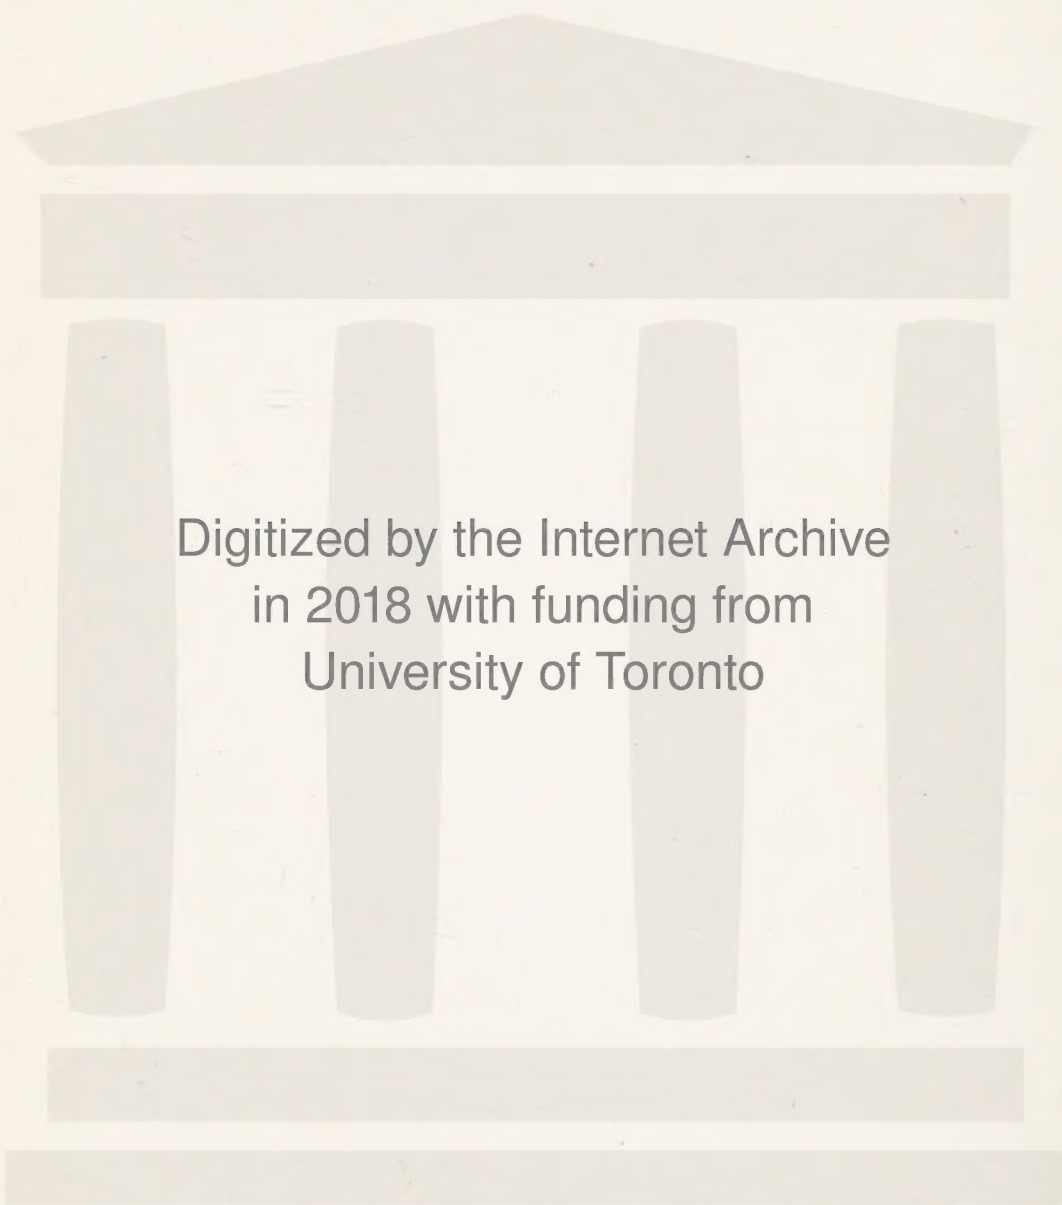 Digitized by the Internet Archive
in 2018 with funding from
University of Toronto